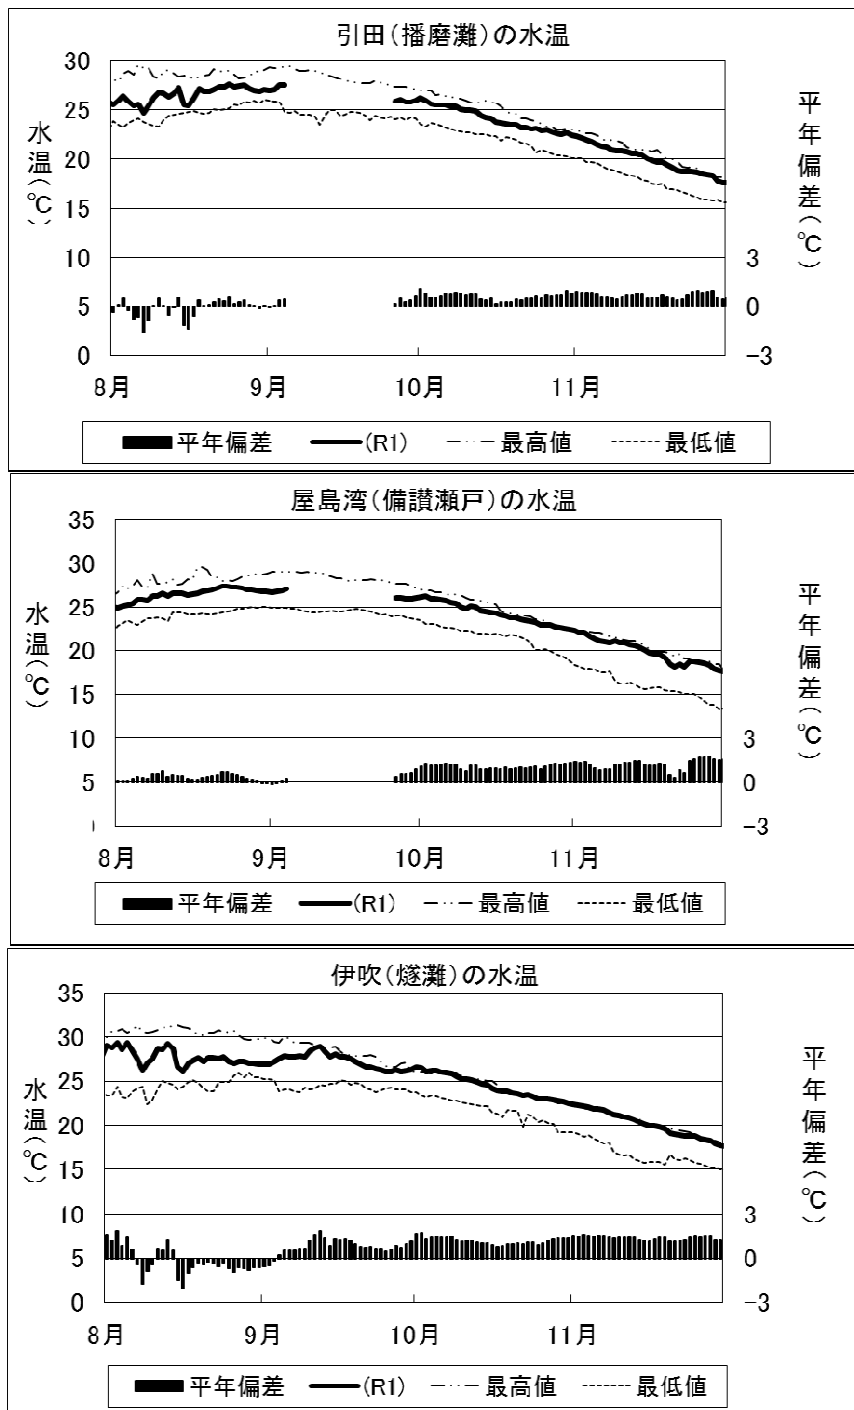 引田(播磨灘)の水温
30
25
20
15
10
5
0
水温(℃)
平年偏差(℃)
3
0
−3
8月 9月 10月 11月
平年偏差 (R1) 最高値 最低値
屋島湾(備讃瀬戸)の水温
35
30
25
20
15
10
5
水温(℃)
平年偏差(℃)
3
0
−3
8月 9月 10月 11月
平年偏差 (R1) 最高値 最低値
伊吹(燧灘)の水温
35
30
25
20
15
10
5
0
水温(℃)
平年偏差(℃)
3
0
−3
8月 9月 10月 11月
平年偏差 (R1) 最高値 最低値